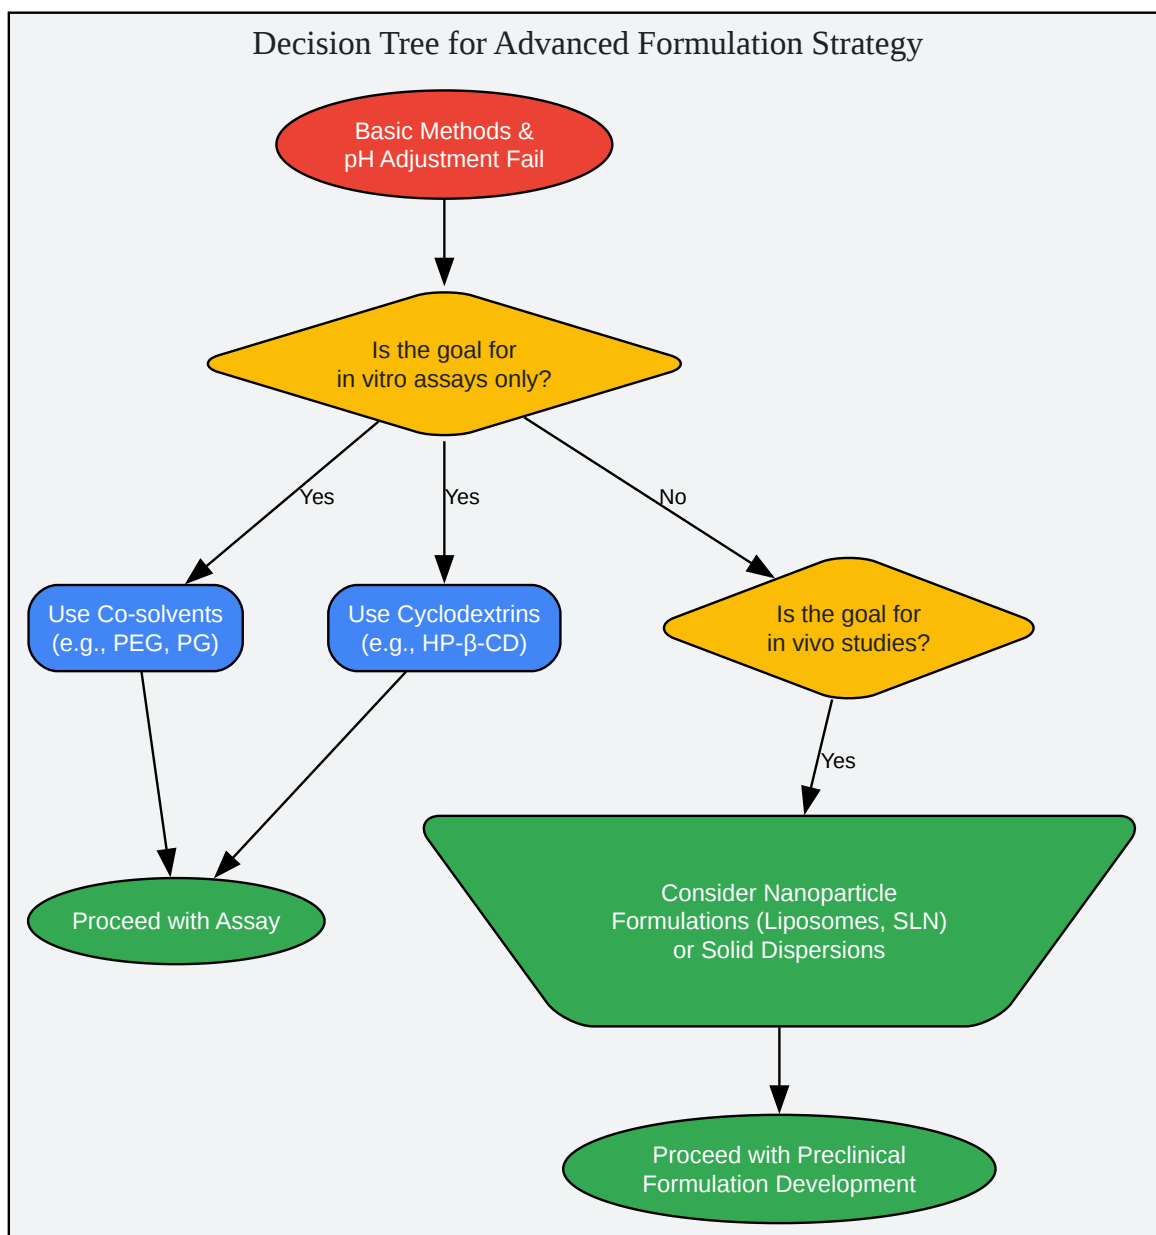 Decision Tree for Advanced Formulation Strategy
Basic Methods &
pH Adjustment Fail
Is the goal for
in vitro assays only?
Yes
Yes
No
Use Co-solvents
(e.g., PEG, PG)
Use Cyclodextrins
(e.g., HP-β-CD)
Is the goal for
in vivo studies?
Yes
Proceed with Assay
Consider Nanoparticle
Formulations (Liposomes, SLN)
or Solid Dispersions
Proceed with Preclinical
Formulation Development